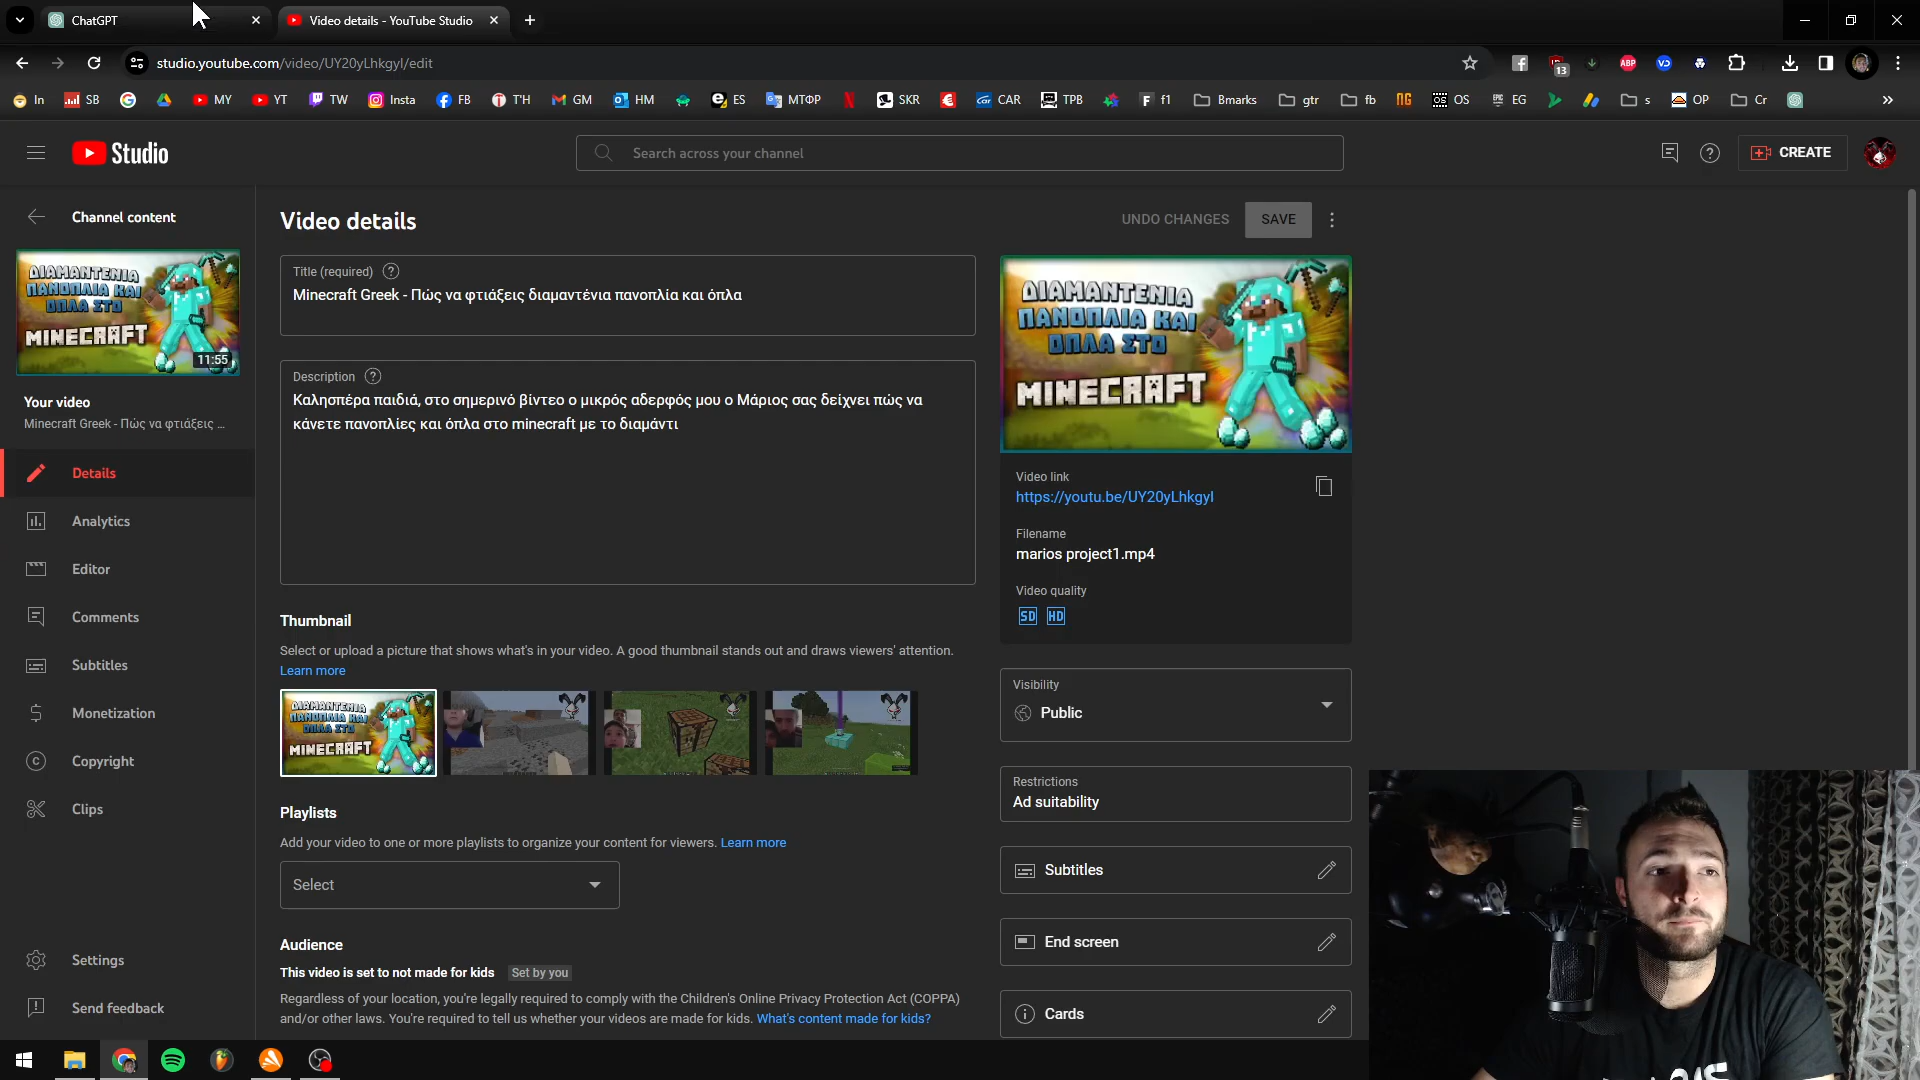 ChatGPT
Video details - YouTube Studio
studio.youtube.com/video/UY20yLhkgyI/edit
13
ABP
In
SB
MY
YT
TW
Insta
FB
T'H
GM
HM
ES
ΜΤΦΡ
SKR
CAR
TPB
f1
Bmarks
gtr
fb
NG
OS
EG
s
OP
Cr
Studio
Search across your channel
CREATE
Channel content
ΔΙΑΜΑΝΤΕΝΙΑ
ΠΑΝΟΠΛΙΑ ΚΑΙ
ΟΠΛΑ ΣΤΟ
MINECRAFT
11:55
Your video
Minecraft Greek - Πώς να φτιάξεις ...
Details
Analytics
Editor
Comments
Subtitles
Monetization
Copyright
Clips
Settings
Send feedback
Video details
UNDO CHANGES
SAVE
Title (required)
Minecraft Greek - Πώς να φτιάξεις διαμαντένια πανοπλία και όπλα
Description
Καλησπέρα παιδιά, στο σημερινό βίντεο ο μικρός αδερφός μου ο Μάριος σας δείχνει πώς να
κάνετε πανοπλίες και όπλα στο minecraft με το διαμάντι
Thumbnail
Select or upload a picture that shows what's in your video. A good thumbnail stands out and draws viewers' attention.
Learn more
ΔΙΑΜΑΝΤΕΝΙΑ
ΠΑΝΟΠΛΙΑ ΚΑΙ
ΟΠΛΑ ΣΤΟ
MINECRAFT
Playlists
Add your video to one or more playlists to organize your content for viewers. Learn more
Select
Audience
This video is set to not made for kids
Set by you
Regardless of your location, you're legally required to comply with the Children's Online Privacy Protection Act (COPPA)
and/or other laws. You're required to tell us whether your videos are made for kids. What's content made for kids?
ΔΙΑΜΑΝΤΕΝΙΑ
ΠΑΝΟΠΛΙΑ ΚΑΙ
ΟΠΛΑ ΣΤΟ
MINECRAFT
Video link
https://youtu.be/UY20yLhkgyI
Filename
marios project1.mp4
Video quality
SD HD
Visibility
Public
Restrictions
Ad suitability
Subtitles
End screen
Cards